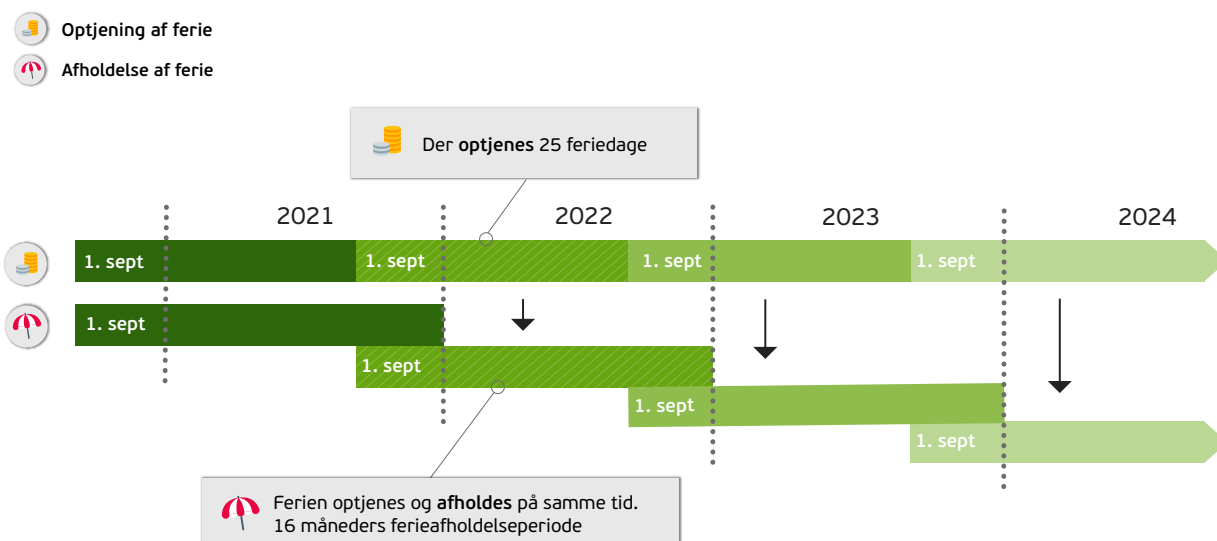 Optjening af ferie
Afholdelse af ferie
Der optjenes 25 feriedage
2021 2022 2023 2024
1. sept 1. sept 1. sept 1. sept
1. sept
1. sept
1. sept
1. sept
Ferien optjenes og afholdes på samme tid.
16 måneders ferieafholdelseperiode